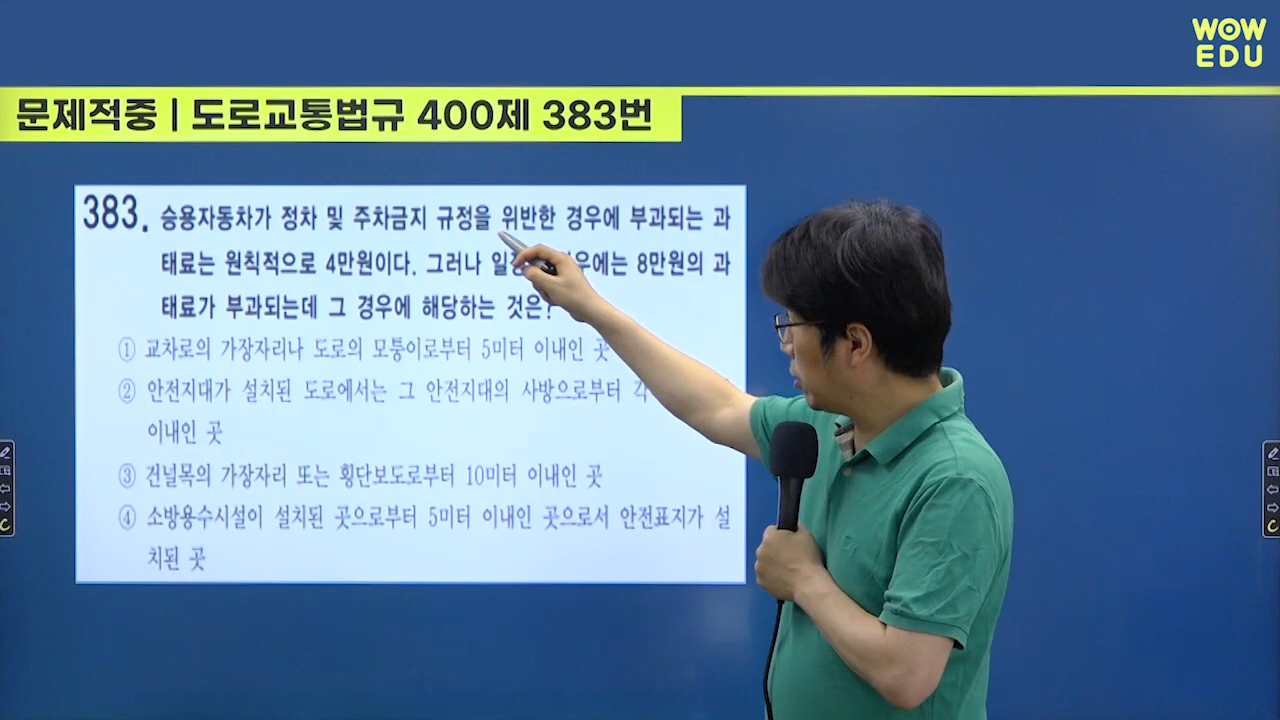 WOW
EDU
문제적중 | 도로교통법규 400제 383번
383. 승용자동차가 정차 및 주차금지 규정을 위반한 경우에 부과되는 과
태료는 원칙적으로 4만원이다. 그러나 경우에는 8만원의 과
태료가 부과되는데 그 경우에 해당하는 것은?
① 교차로의 가장자리나 도로의 모퉁이로부터 5미터 이내인 곳
② 안전지대가 설치된 도로에서는 그 안전지대의 사방으로부터 각
이내인 곳
③ 건널목의 가장자리 또는 횡단보도로부터 10미터 이내인 곳
④ 소방용수시설이 설치된 곳으로부터 5미터 이내인 곳으로서 안전표지가 설
치된 곳